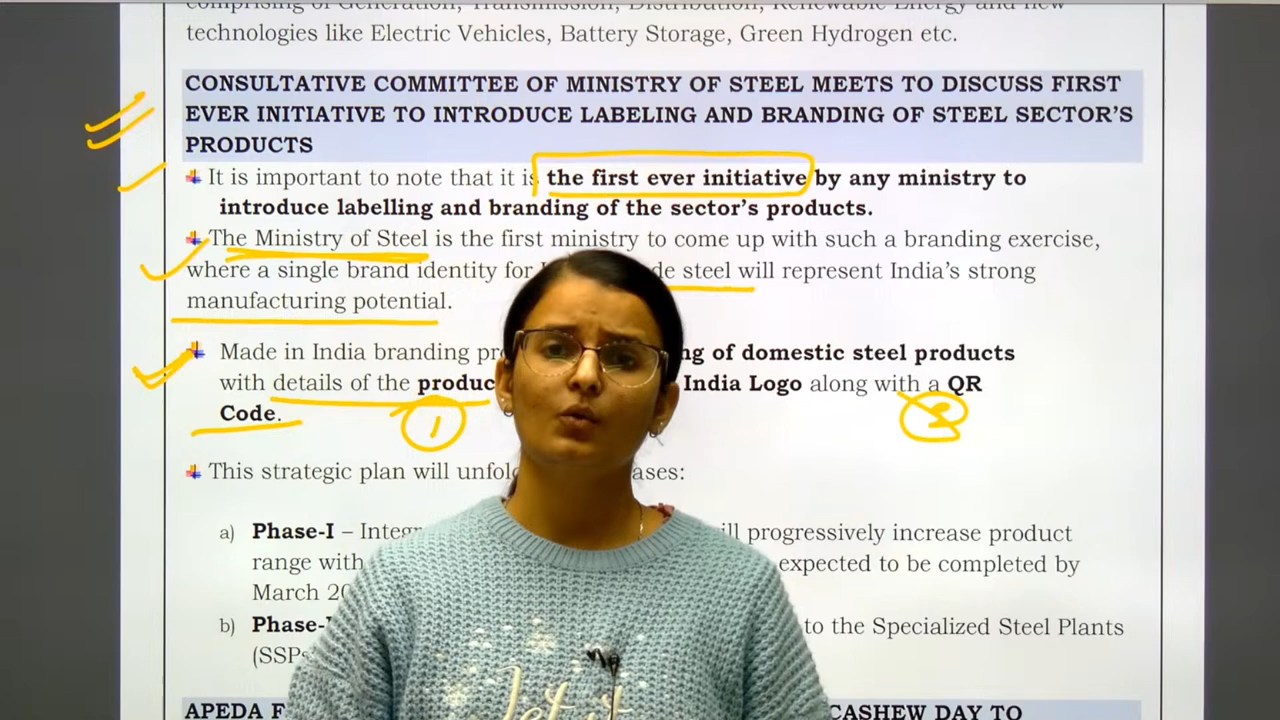 technologies like Electric Vehicles, Battery Storage, Green Hydrogen etc.
CONSULTATIVE COMMITTEE OF MINISTRY OF STEEL MEETS TO DISCUSS FIRST
EVER INITIATIVE TO INTRODUCE LABELING AND BRANDING OF STEEL SECTOR'S
PRODUCTS
It is important to note that it is the first ever initiative by any ministry to
introduce labelling and branding of the sector's products.
The Ministry of Steel is the first ministry to come up with such a branding exercise,
where a single brand identity for steel will represent India's strong
manufacturing potential.
Made in India branding of domestic steel products
with details of the India Logo along with a QR
Code.
1
2
This strategic plan will
a) Phase-I – will progressively increase product
range with expected to be completed by
March
b) to the Specialized Steel Plants
APEDA CASHEW DAY TO